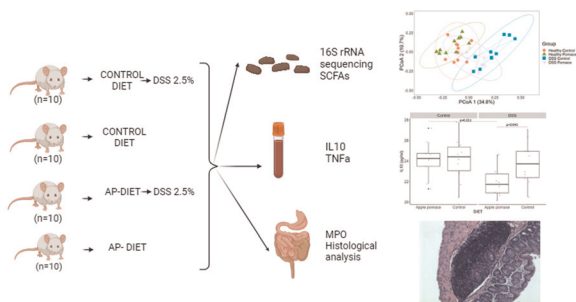 CONTROL
DIET
DSS 2.5%
(n=10)
CONTROL
DIET
(n=10)
AP-DIET
DSS 2.5%
(n=10)
AP- DIET
(n=10)
16S rRNA
sequencing
SCFAs
IL10
TNFa
MPO
Histological
analysis
PCoA 2 (10.7%)
PCoA 1 (34.8%)
Group
Healthy-Control
Healthy-Pomace
DSS-Control
DSS-Pomace
Control
DSS
Apple pomace
Control
Apple pomace
Control
DIET